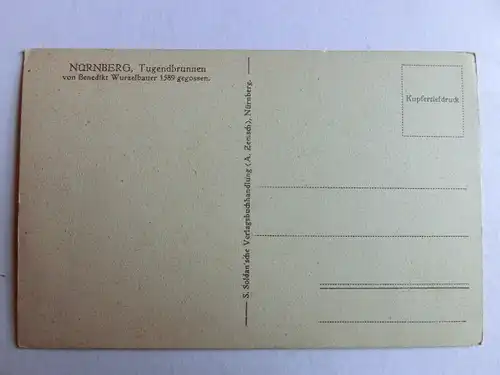 NÜRNBERG, Tugendbrunnen
von Benedikt Wurzelbauer 1589 gegossen.
S. Soldan'sche Verlagsbuchhandlung (A. Zemsch), Nürnberg.
Kupfertiefdruck